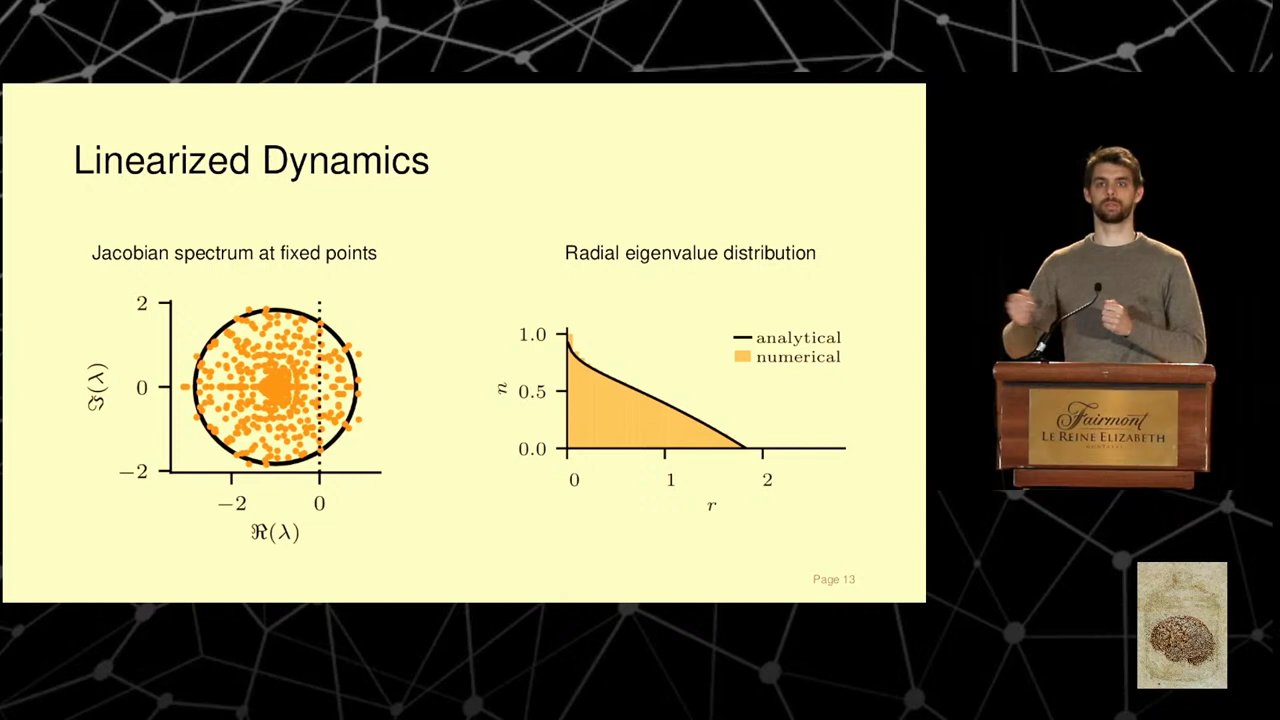 Linearized Dynamics
Jacobian spectrum at fixed points
2
0
−2
ℑ(λ)
−2
0
ℜ(λ)
Radial eigenvalue distribution
1.0
0.5
0.0
n
0
1
2
r
analytical
numerical
Page 13
Fairmont
LE REINE ELIZABETH